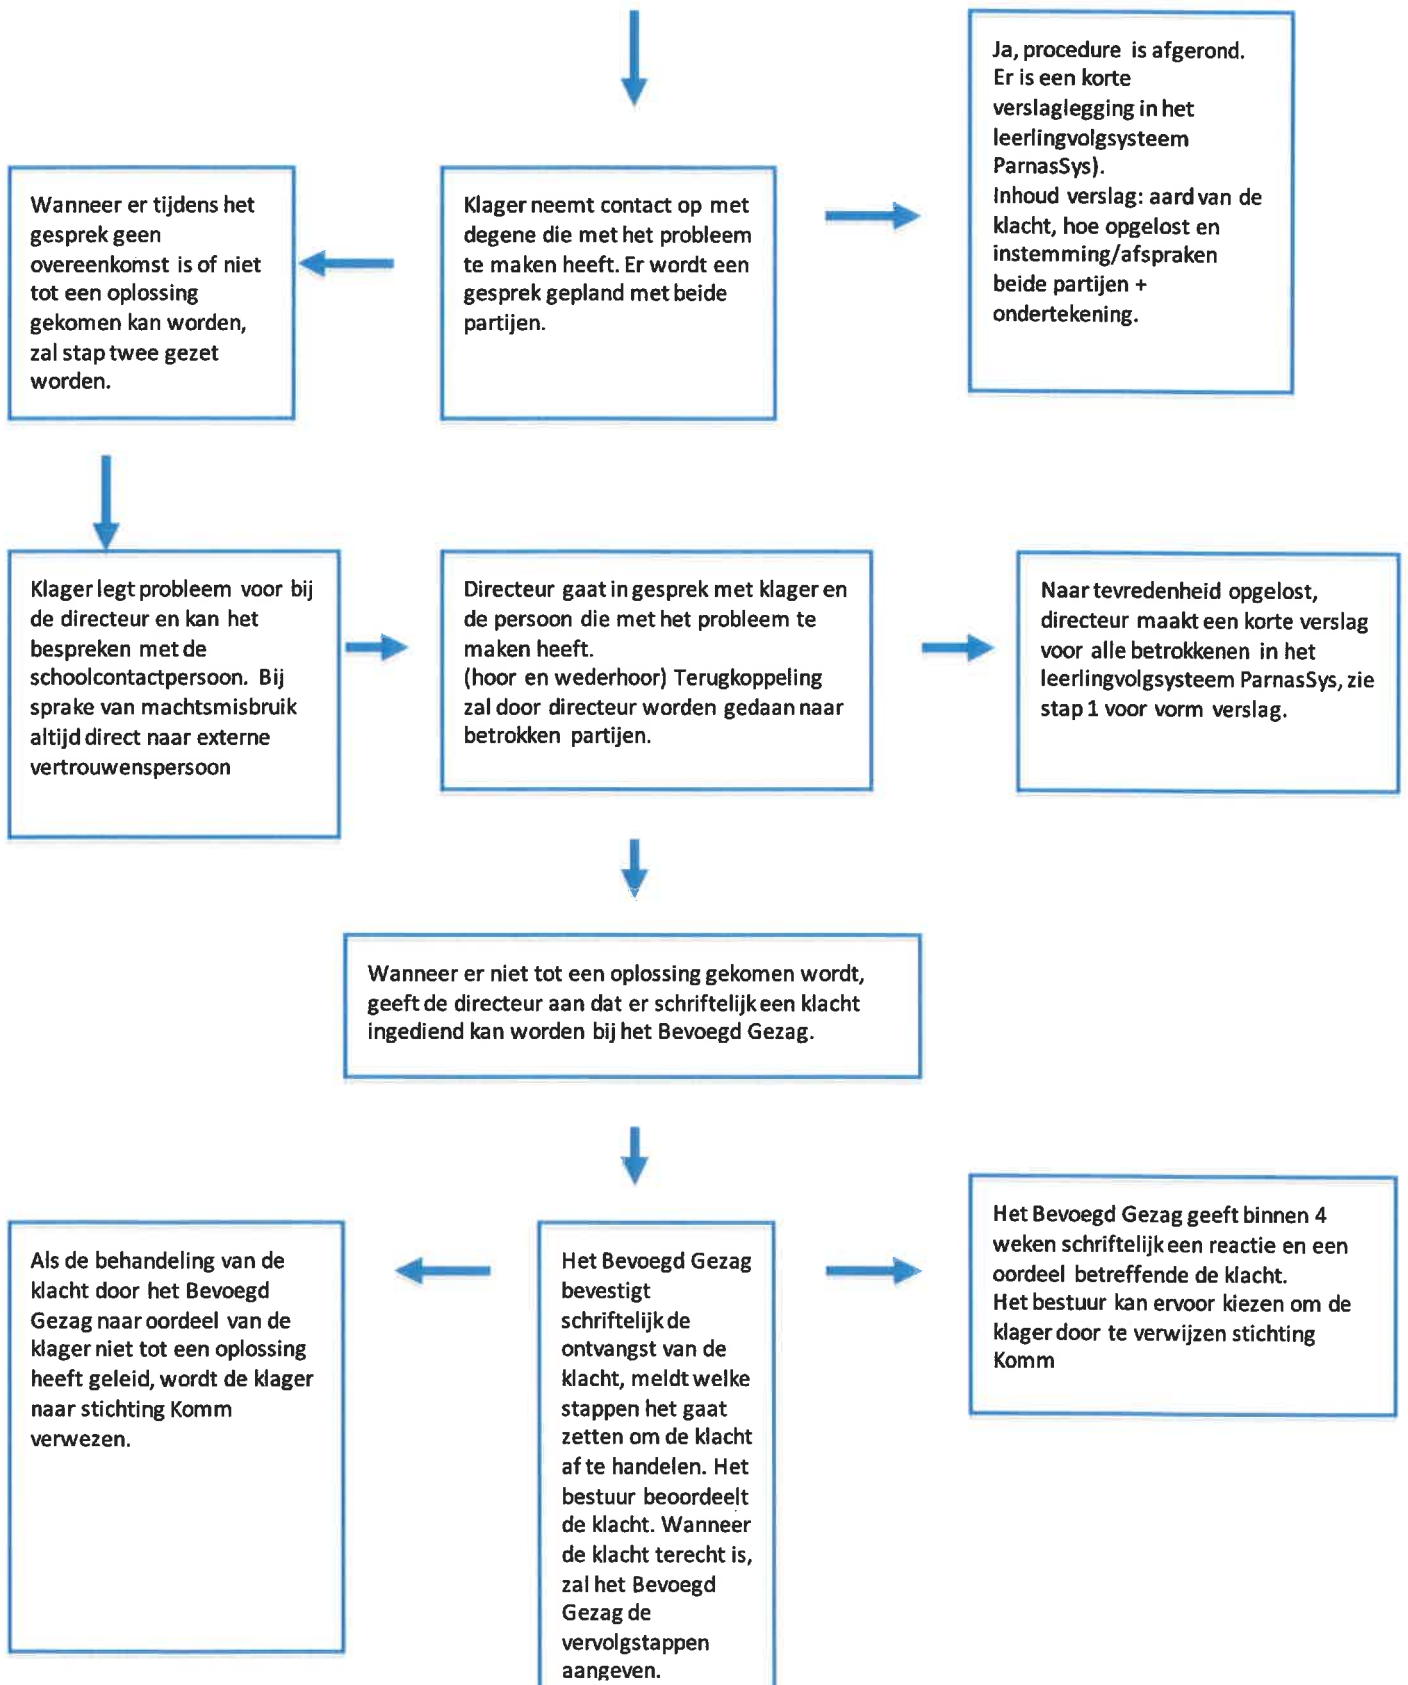 Wanneer er tijdens het
gesprek geen
overeenkomst is of niet
tot een oplossing
gekomen kan worden,
zal stap twee gezet
worden.
Klager neemt contact op met
degene die met het probleem
te maken heeft. Er wordt een
gesprek gepland met beide
partijen.
Ja, procedure is afgerond.
Er is een korte
verslaglegging in het
leerlingvolgsysteem
ParnasSys).
Inhoud verslag: aard van de
klacht, hoe opgelost en
instemming/afspraken
beide partijen +
ondertekening.
Klager legt probleem voor bij
de directeur en kan het
bespreken met de
schoolcontactpersoon. Bij
sprake van machtsmisbruik
altijd direct naar externe
vertrouwenspersoon
Directeur gaat in gesprek met klager en
de persoon die met het probleem te
maken heeft.
(hoor en wederhoor) Terugkoppeling
zal door directeur worden gedaan naar
betrokken partijen.
Naar tevredenheid opgelost,
directeur maakt een korte verslag
voor alle betrokkenen in het
leerlingvolgsysteem ParnasSys, zie
stap 1 voor vorm verslag.
Wanneer er niet tot een oplossing gekomen wordt,
geeft de directeur aan dat er schriftelijk een klacht
ingediend kan worden bij het Bevoegd Gezag.
Als de behandeling van de
klacht door het Bevoegd
Gezag naar oordeel van de
klager niet tot een oplossing
heeft geleid, wordt de klager
naar stichting Komm
verwezen.
Het Bevoegd Gezag
bevestigt
schriftelijk de
ontvangst van de
klacht, meldt welke
stappen het gaat
zetten om de klacht
af te handelen. Het
bestuur beoordeelt
de klacht. Wanneer
de klacht terecht is,
zal het Bevoegd
Gezag de
vervolgstappen
aangeven.
Het Bevoegd Gezag geeft binnen 4
weken schriftelijk een reactie en een
oordeel betreffende de klacht.
Het bestuur kan ervoor kiezen om de
klager door te verwijzen stichting
Komm